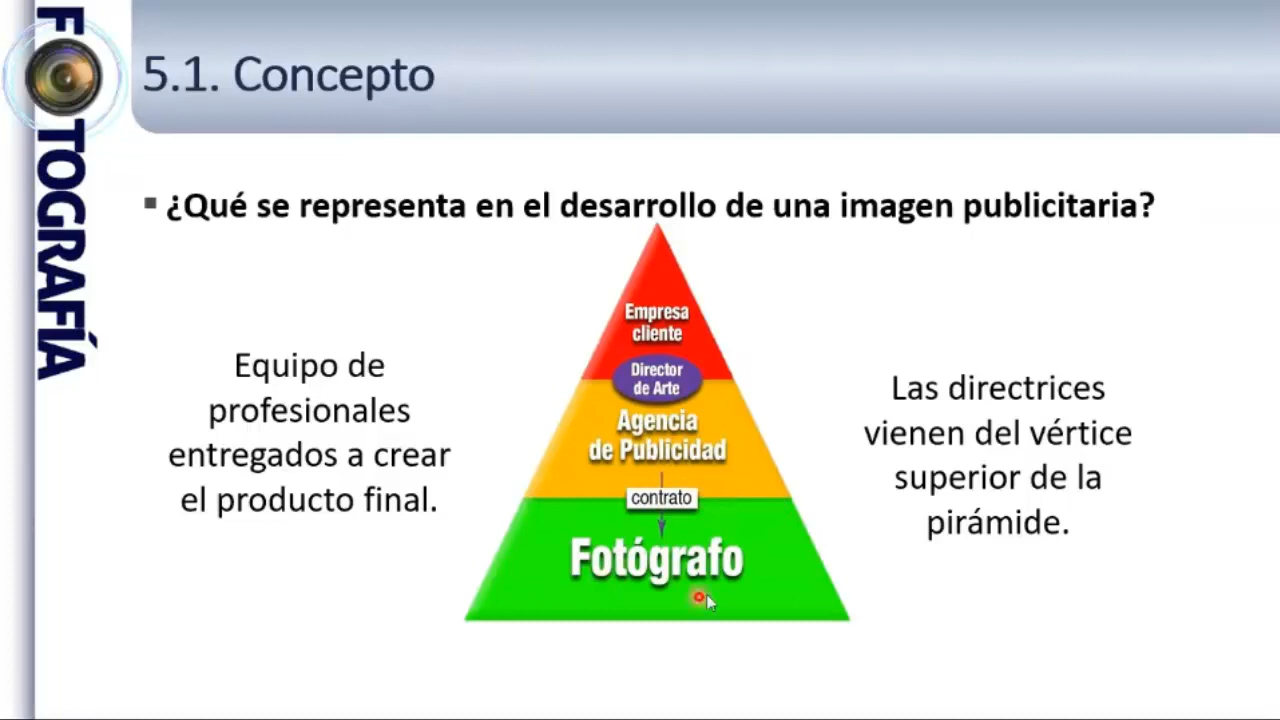 FOTOGRAFÍA
5.1. Concepto
¿Qué se representa en el desarrollo de una imagen publicitaria?
Equipo de
profesionales
entregados a crear
el producto final.
Empresa
cliente
Director
de Arte
Agencia
de Publicidad
contrato
Fotógrafo
Las directrices
vienen del vértice
superior de la
pirámide.